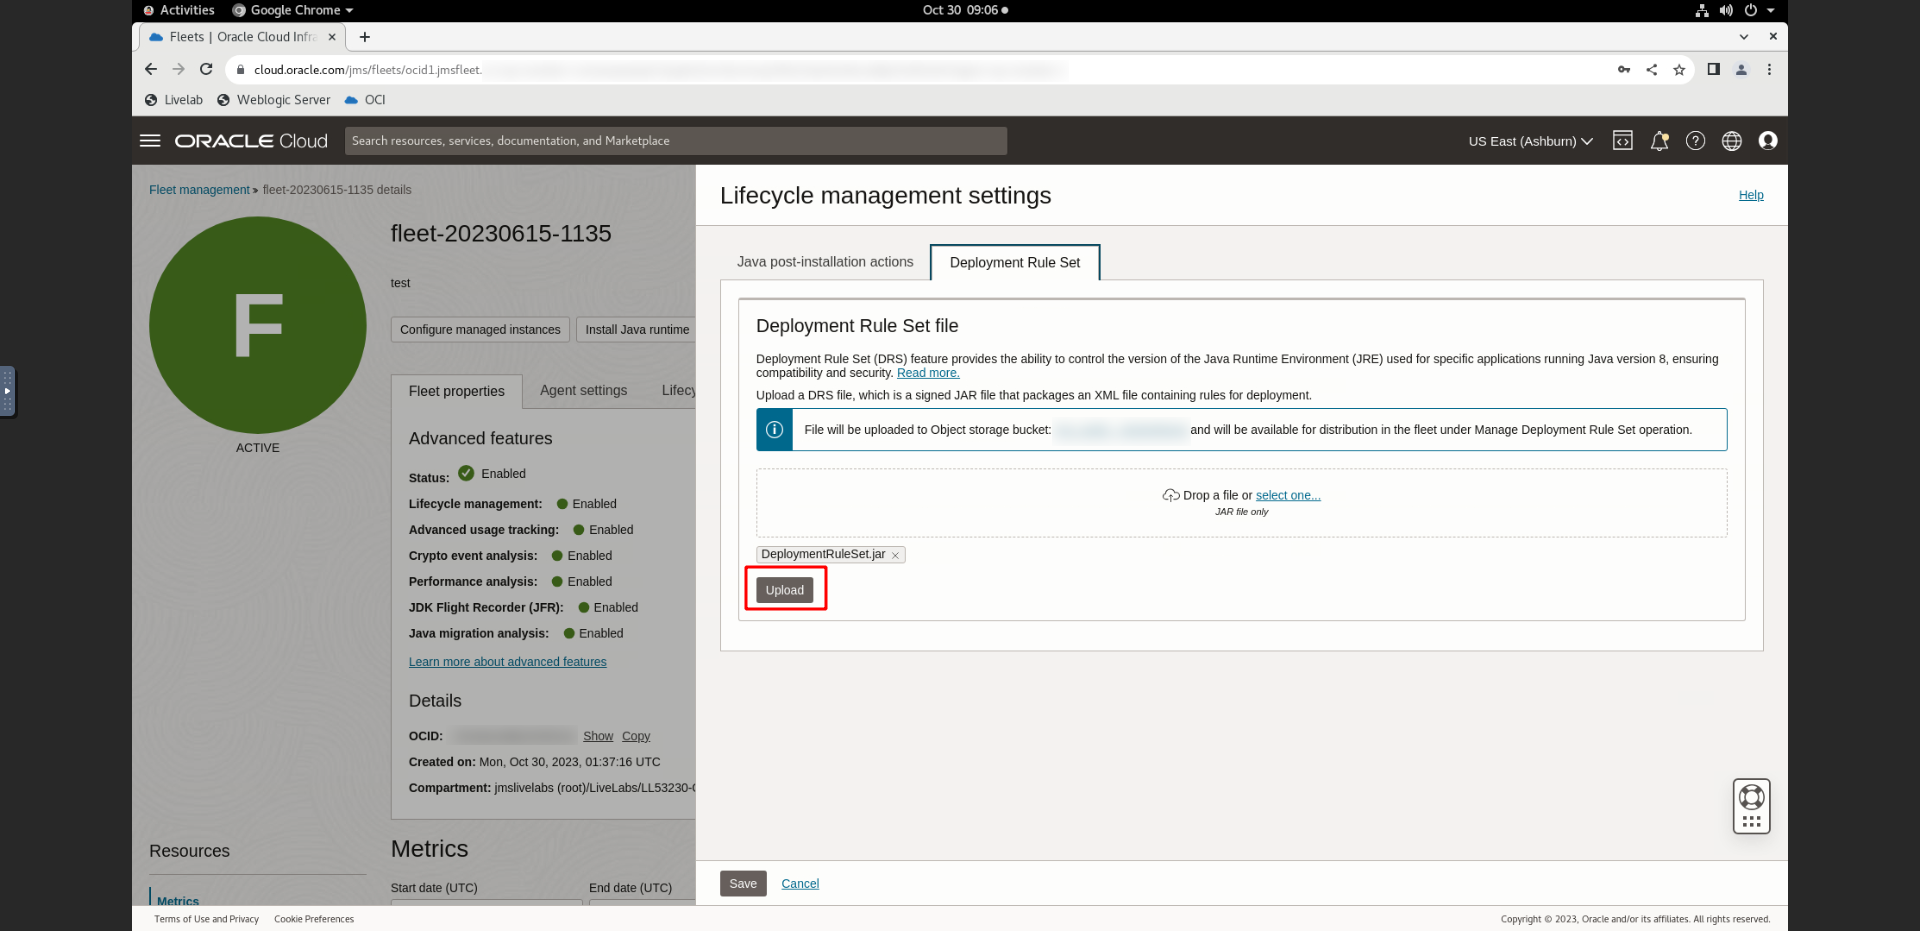 Activities
Google Chrome
Oct 30 09:06
Fleets | Oracle Cloud Infra
cloud.oracle.com/jms/fleets/ocid1.jmsfleet.
Livelab
Weblogic Server
OCI
ORACLE Cloud
Search resources, services, documentation, and Marketplace
US East (Ashburn)
Fleet management » fleet-20230615-1135 details
F
ACTIVE
fleet-20230615-1135
test
Configure managed instances
Install Java runtime
Fleet properties
Agent settings
Lifecy
Advanced features
Status: Enabled
Lifecycle management: Enabled
Advanced usage tracking: Enabled
Crypto event analysis: Enabled
Performance analysis: Enabled
JDK Flight Recorder (JFR): Enabled
Java migration analysis: Enabled
Learn more about advanced features
Details
OCID: Show Copy
Created on: Mon, Oct 30, 2023, 01:37:16 UTC
Compartment: jmslivelabs (root)/LiveLabs/LL53230-
Resources
Metrics
Metrics
Start date (UTC)
End date (UTC)
Lifecycle management settings
Help
Java post-installation actions
Deployment Rule Set
Deployment Rule Set file
Deployment Rule Set (DRS) feature provides the ability to control the version of the Java Runtime Environment (JRE) used for specific applications running Java version 8, ensuring
compatibility and security. Read more.
Upload a DRS file, which is a signed JAR file that packages an XML file containing rules for deployment.
File will be uploaded to Object storage bucket: and will be available for distribution in the fleet under Manage Deployment Rule Set operation.
Drop a file or select one...
JAR file only
DeploymentRuleSet.jar
Upload
Save
Cancel
Terms of Use and Privacy
Cookie Preferences
Copyright © 2023, Oracle and/or its affiliates. All rights reserved.